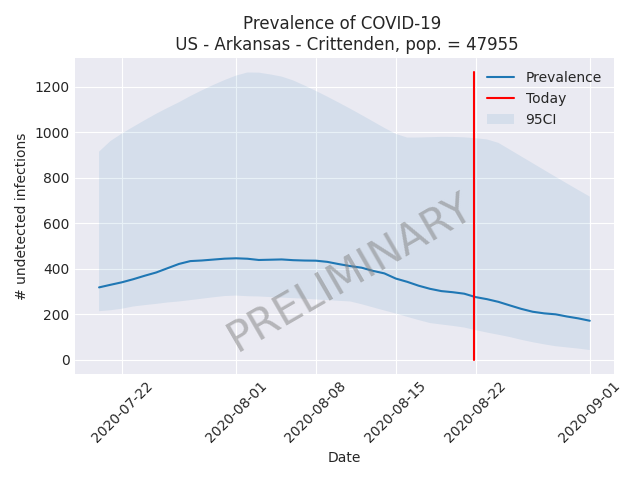 Prevalence of COVID-19
US - Arkansas - Crittenden, pop. = 47955
Prevalence
Today
95CI
1200
1000
800
600
400
200
0
# undetected infections
PRELIMINARY
2020-07-22
2020-08-01
2020-08-08
2020-08-15
2020-08-22
2020-09-01
Date